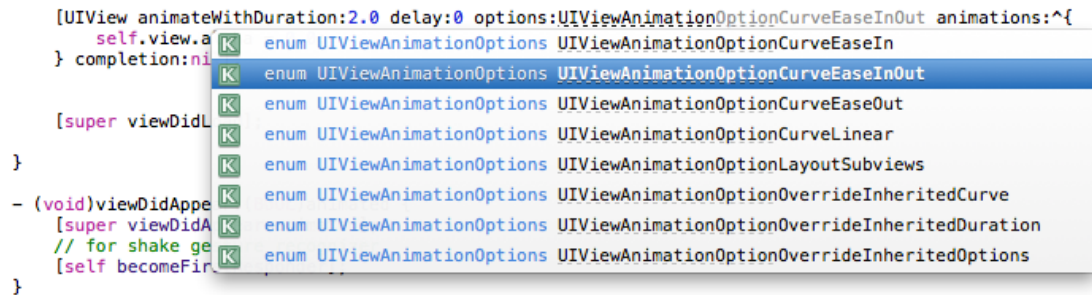 [UIView animateWithDuration:2.0 delay:0 options:UIViewAnimationOptionCurveEaseInOut animations:^{
self.view.a
K enum UIViewAnimationOptions UIViewAnimationOptionCurveEaseIn
} completion:ni
K enum UIViewAnimationOptions UIViewAnimationOptionCurveEaseInOut
K enum UIViewAnimationOptions UIViewAnimationOptionCurveEaseOut
[super viewDidL
K enum UIViewAnimationOptions UIViewAnimationOptionCurveLinear
}
K enum UIViewAnimationOptions UIViewAnimationOptionLayoutSubviews
- (void)viewDidAppe
K enum UIViewAnimationOptions UIViewAnimationOptionOverrideInheritedCurve
[super viewDidA
K enum UIViewAnimationOptions UIViewAnimationOptionOverrideInheritedDuration
// for shake ge
K enum UIViewAnimationOptions UIViewAnimationOptionOverrideInheritedOptions
[self becomeFir
}